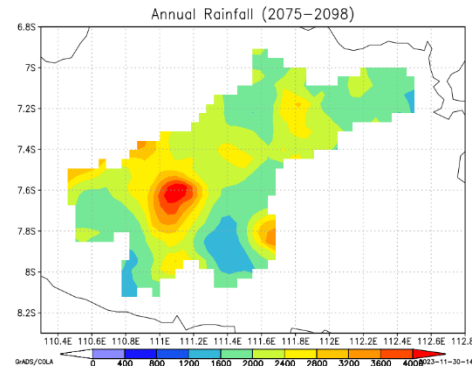 Annual Rainfall (2075-2098)
6.8S
7S
7.2S
7.4S
7.6S
7.8S
8S
8.2S
110.4E 110.6E 110.8E 111E 111.2E 111.4E 111.6E 111.8E 112E 112.2E 112.4E 112.6E 112.8
GrADS/COLA
0 400 800 1200 1600 2000 2400 2800 3200 3600 4000